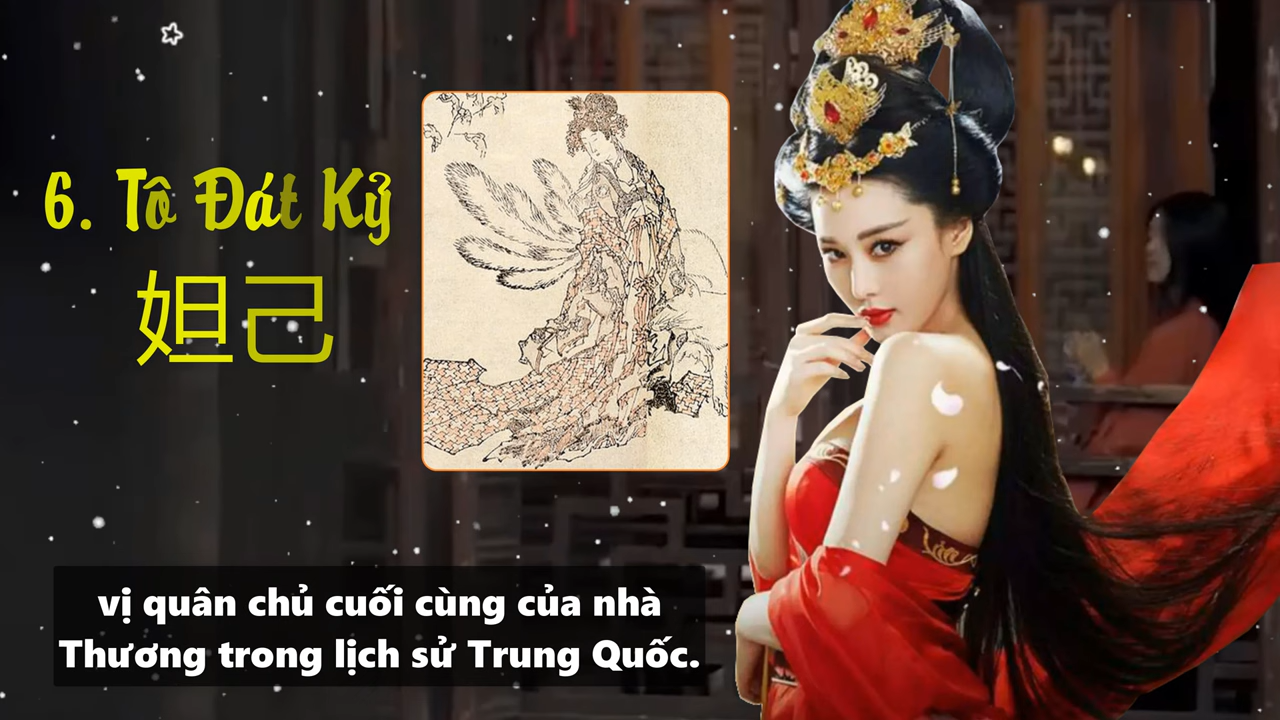 6. Tô Đát Kỷ
妲己
vị quân chủ cuối cùng của nhà
Thương trong lịch sử Trung Quốc.